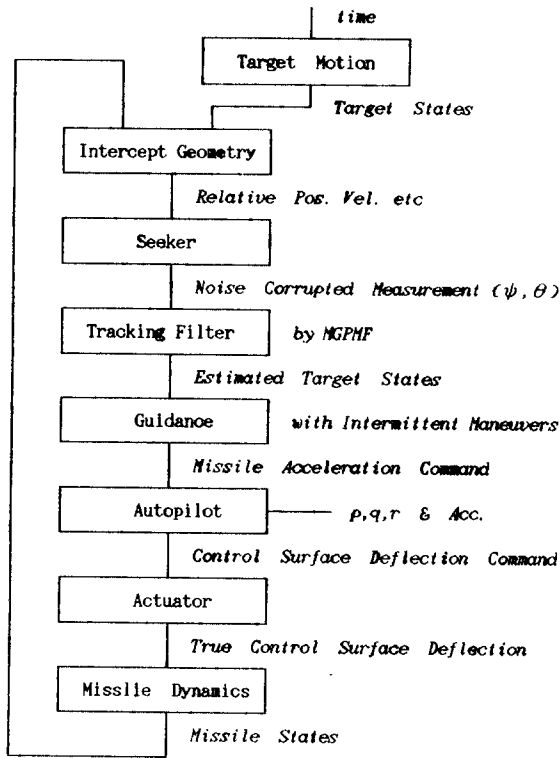 time
Target Motion
Target States
Intercept Geometry
Relative Pos. Vel. etc
Seeker
Noise Corrupted Measurement (ψ,θ)
Tracking Filter by MGPMF
Estimated Target States
Guidance with Intermittent Maneuvers
Missile Acceleration Command
Autopilot p,q,r & Acc.
Control Surface Deflection Command
Actuator
True Control Surface Deflection
Missile Dynamics
Missile States